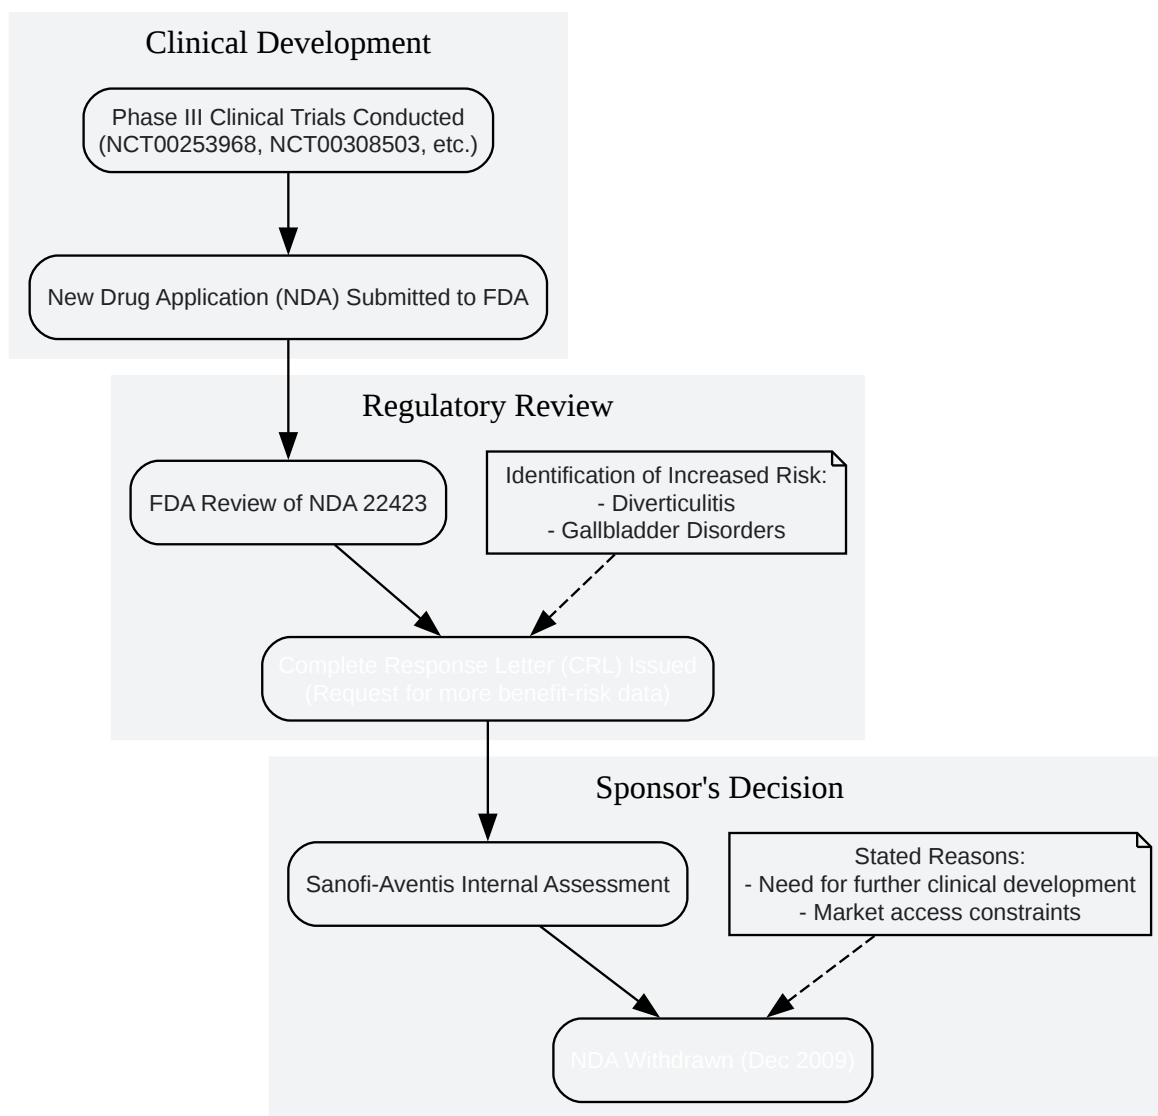 Clinical Development
Phase III Clinical Trials Conducted
(NCT00253968, NCT00308503, etc.)
New Drug Application (NDA) Submitted to FDA
Regulatory Review
FDA Review of NDA 22423
Identification of Increased Risk:
- Diverticulitis
- Gallbladder Disorders
Complete Response Letter (CRL) Issued
(Request for more benefit-risk data)
Sponsor's Decision
Sanofi-Aventis Internal Assessment
Stated Reasons:
- Need for further clinical development
- Market access constraints
NDA Withdrawn (Dec 2009)